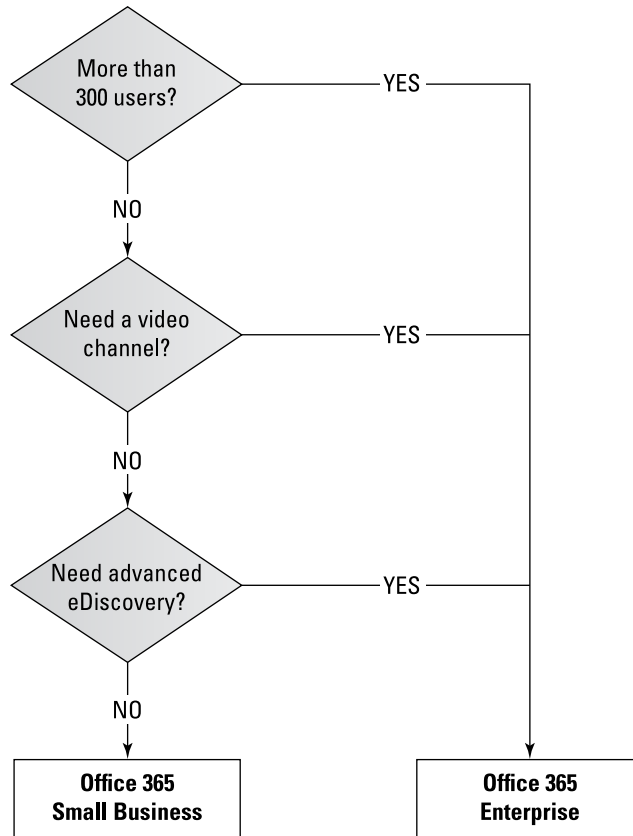 More than
300 users?
YES
NO
Need a video
channel?
YES
NO
Need advanced
eDiscovery?
YES
NO
Office 365
Small Business
Office 365
Enterprise